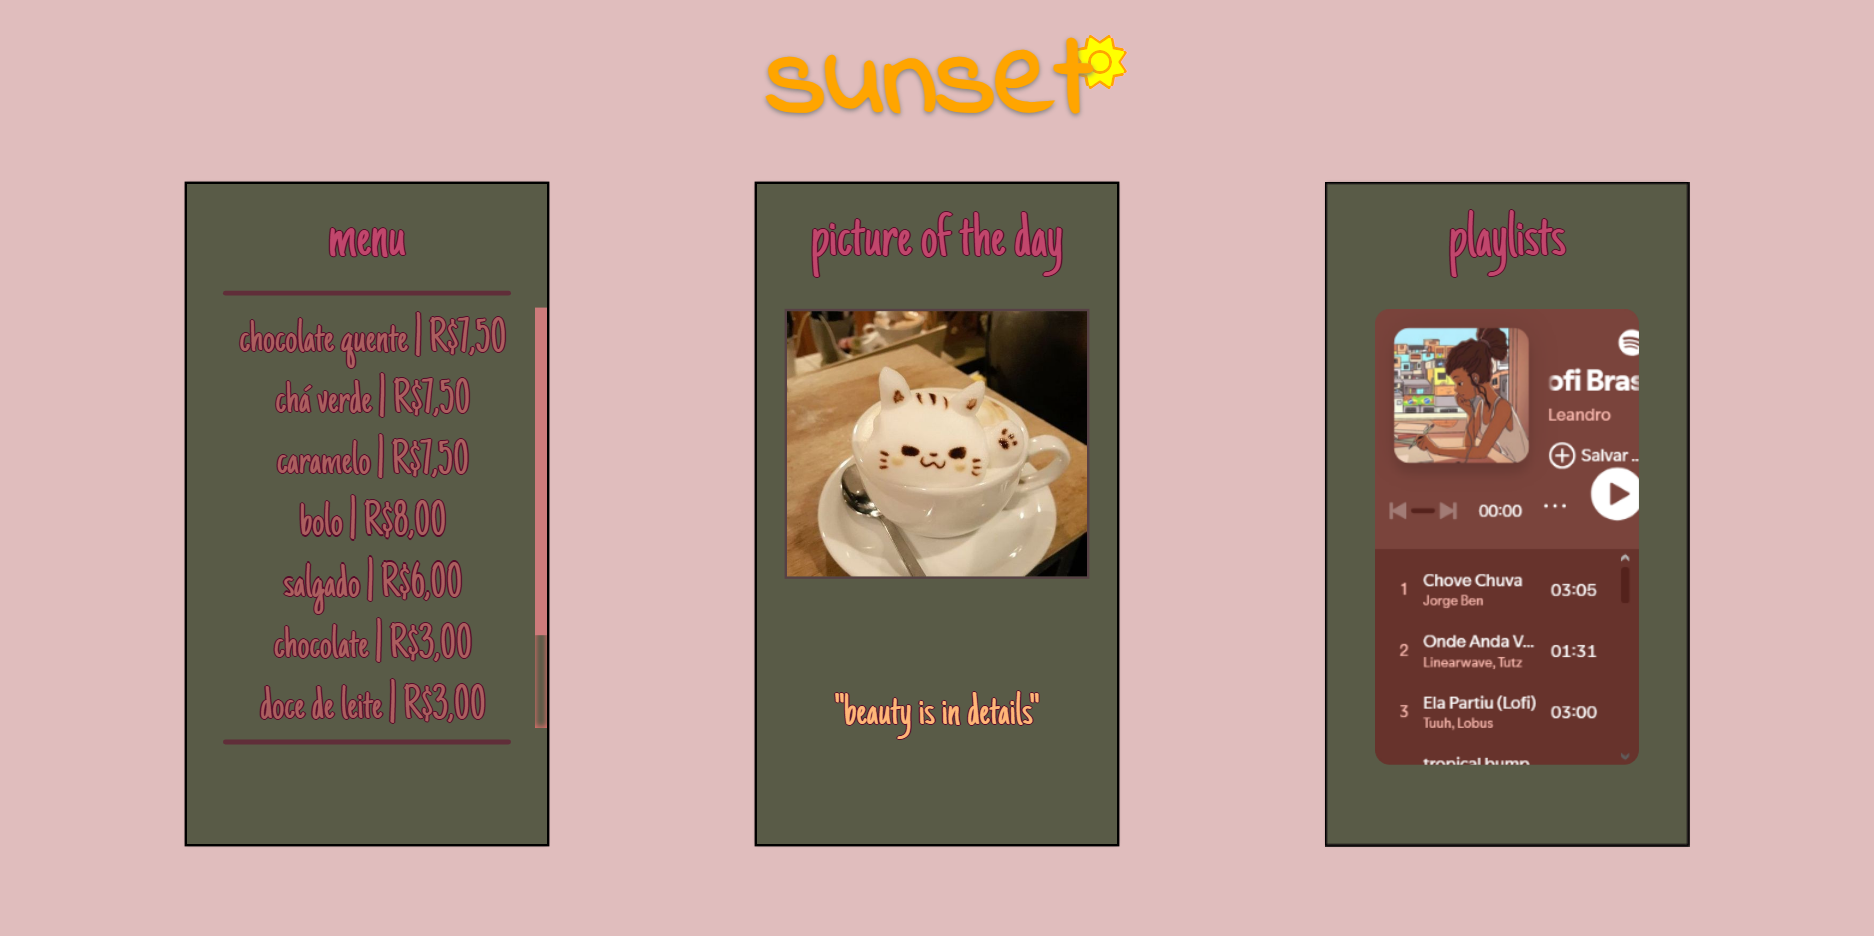 sunset
menu
chocolate quente | R$7,50
chá verde | R$7,50
caramelo | R$7,50
bolo | R$8,00
salgado | R$6,00
chocolate | R$3,00
doce de leite | R$3,00
picture of the day
"beauty is in details"
playlists
ofi Bras
Leandro
Salvar ...
00:00
1 Chove Chuva 03:05
Jorge Ben
2 Onde Anda V... 01:31
Linearwave, Tutz
3 Ela Partiu (Lofi) 03:00
Tuuh, Lobus
tropical bump